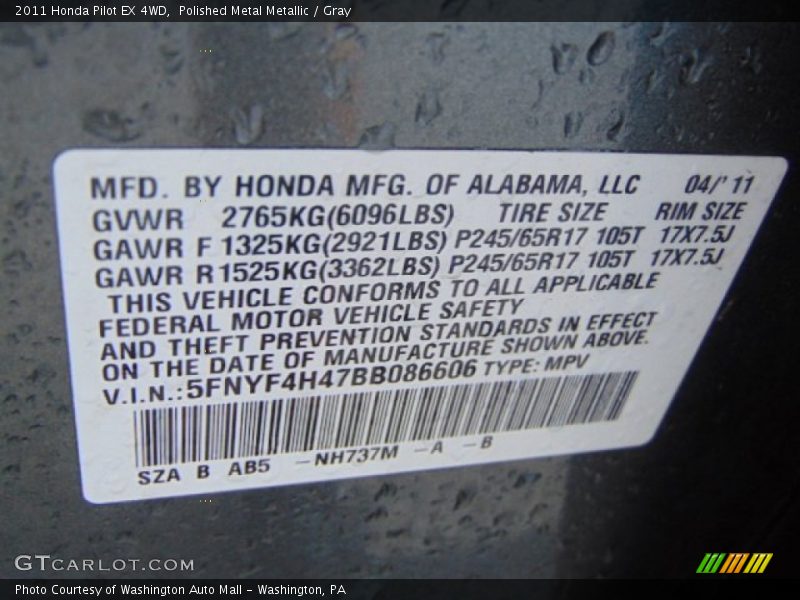 2011 Honda Pilot EX 4WD,  Polished Metal Metallic / Gray
MFD. BY HONDA MFG. OF ALABAMA, LLC 04/'11
GVWR 2765KG(6096LBS) TIRE SIZE RIM SIZE
GAWR F 1325KG(2921LBS) P245/65R17 105T 17X7.5J
GAWR R 1525KG(3362LBS) P245/65R17 105T 17X7.5J
THIS VEHICLE CONFORMS TO ALL APPLICABLE
FEDERAL MOTOR VEHICLE SAFETY
AND THEFT PREVENTION STANDARDS IN EFFECT
ON THE DATE OF MANUFACTURE SHOWN ABOVE.
V.I.N.:5FNYF4H47BB086606 TYPE: MPV
SZA B AB5 -NH737M -A -B
GTCARLOT.COM
Photo Courtesy of Washington Auto Mall - Washington, PA